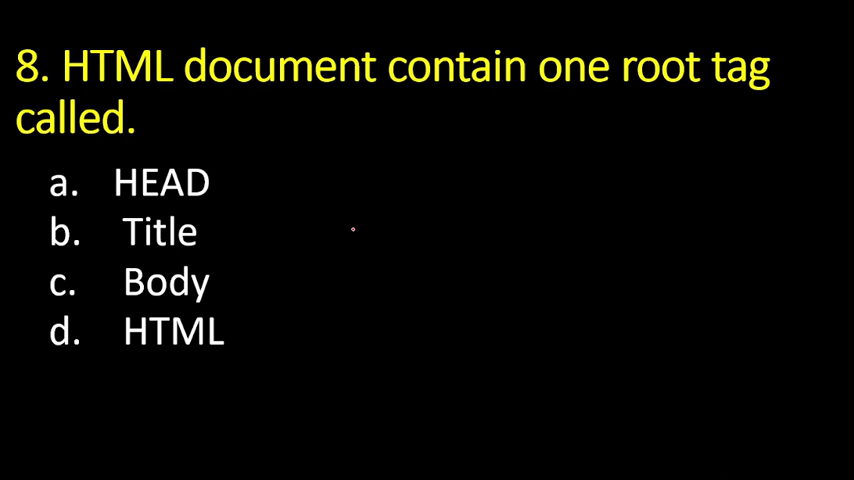 8. HTML document contain one root tag
called.
a. HEAD
b. Title
c. Body
d. HTML